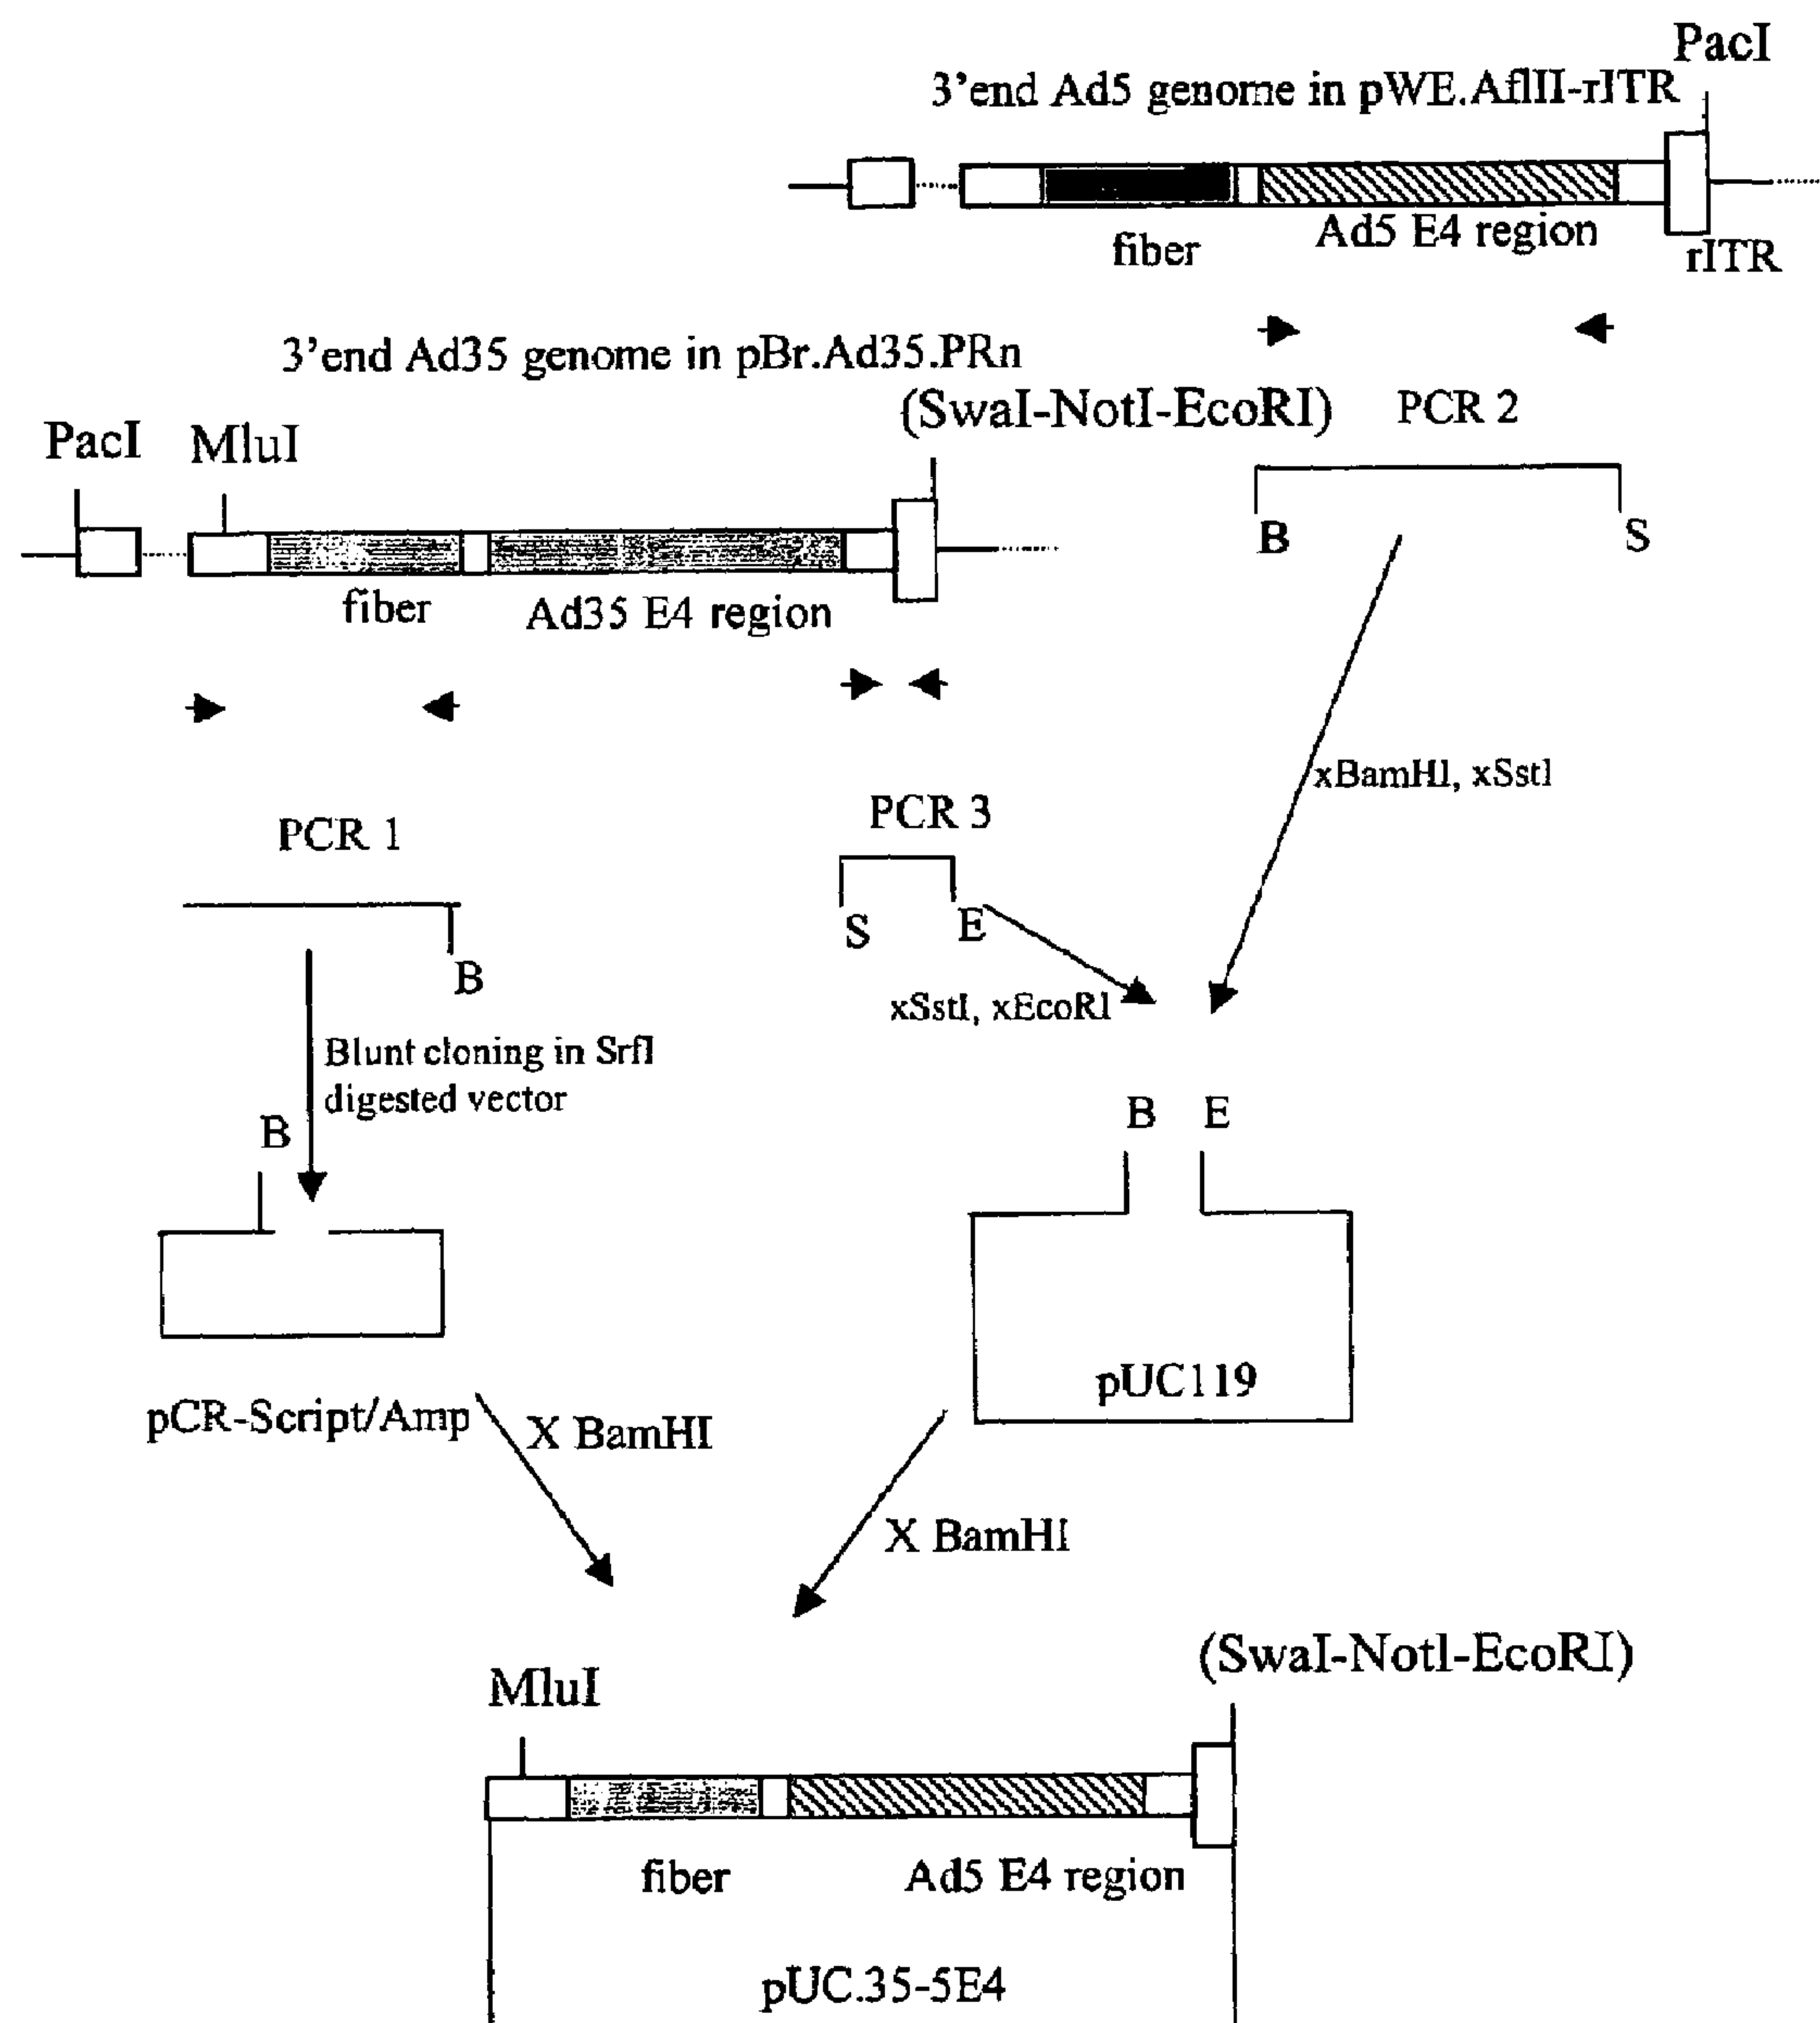 PacI
3'end Ad5 genome in pWE.AflII-rITR
fiber
Ad5 E4 region
rITR
3'end Ad35 genome in pBr.Ad35.PRn
(SwaI-NotI-EcoRI)
PCR 2
PacI
MluI
B
S
fiber
Ad35 E4 region
xBamHI, xSstI
PCR 3
PCR 1
S
E
B
xSstI, xEcoRI
Blunt cloning in SrfI
digested vector
B
B
E
pUC119
pCR-Script/Amp
X BamHI
X BamHI
(SwaI-NotI-EcoRI)
MluI
fiber
Ad5 E4 region
pUC.35-5E4